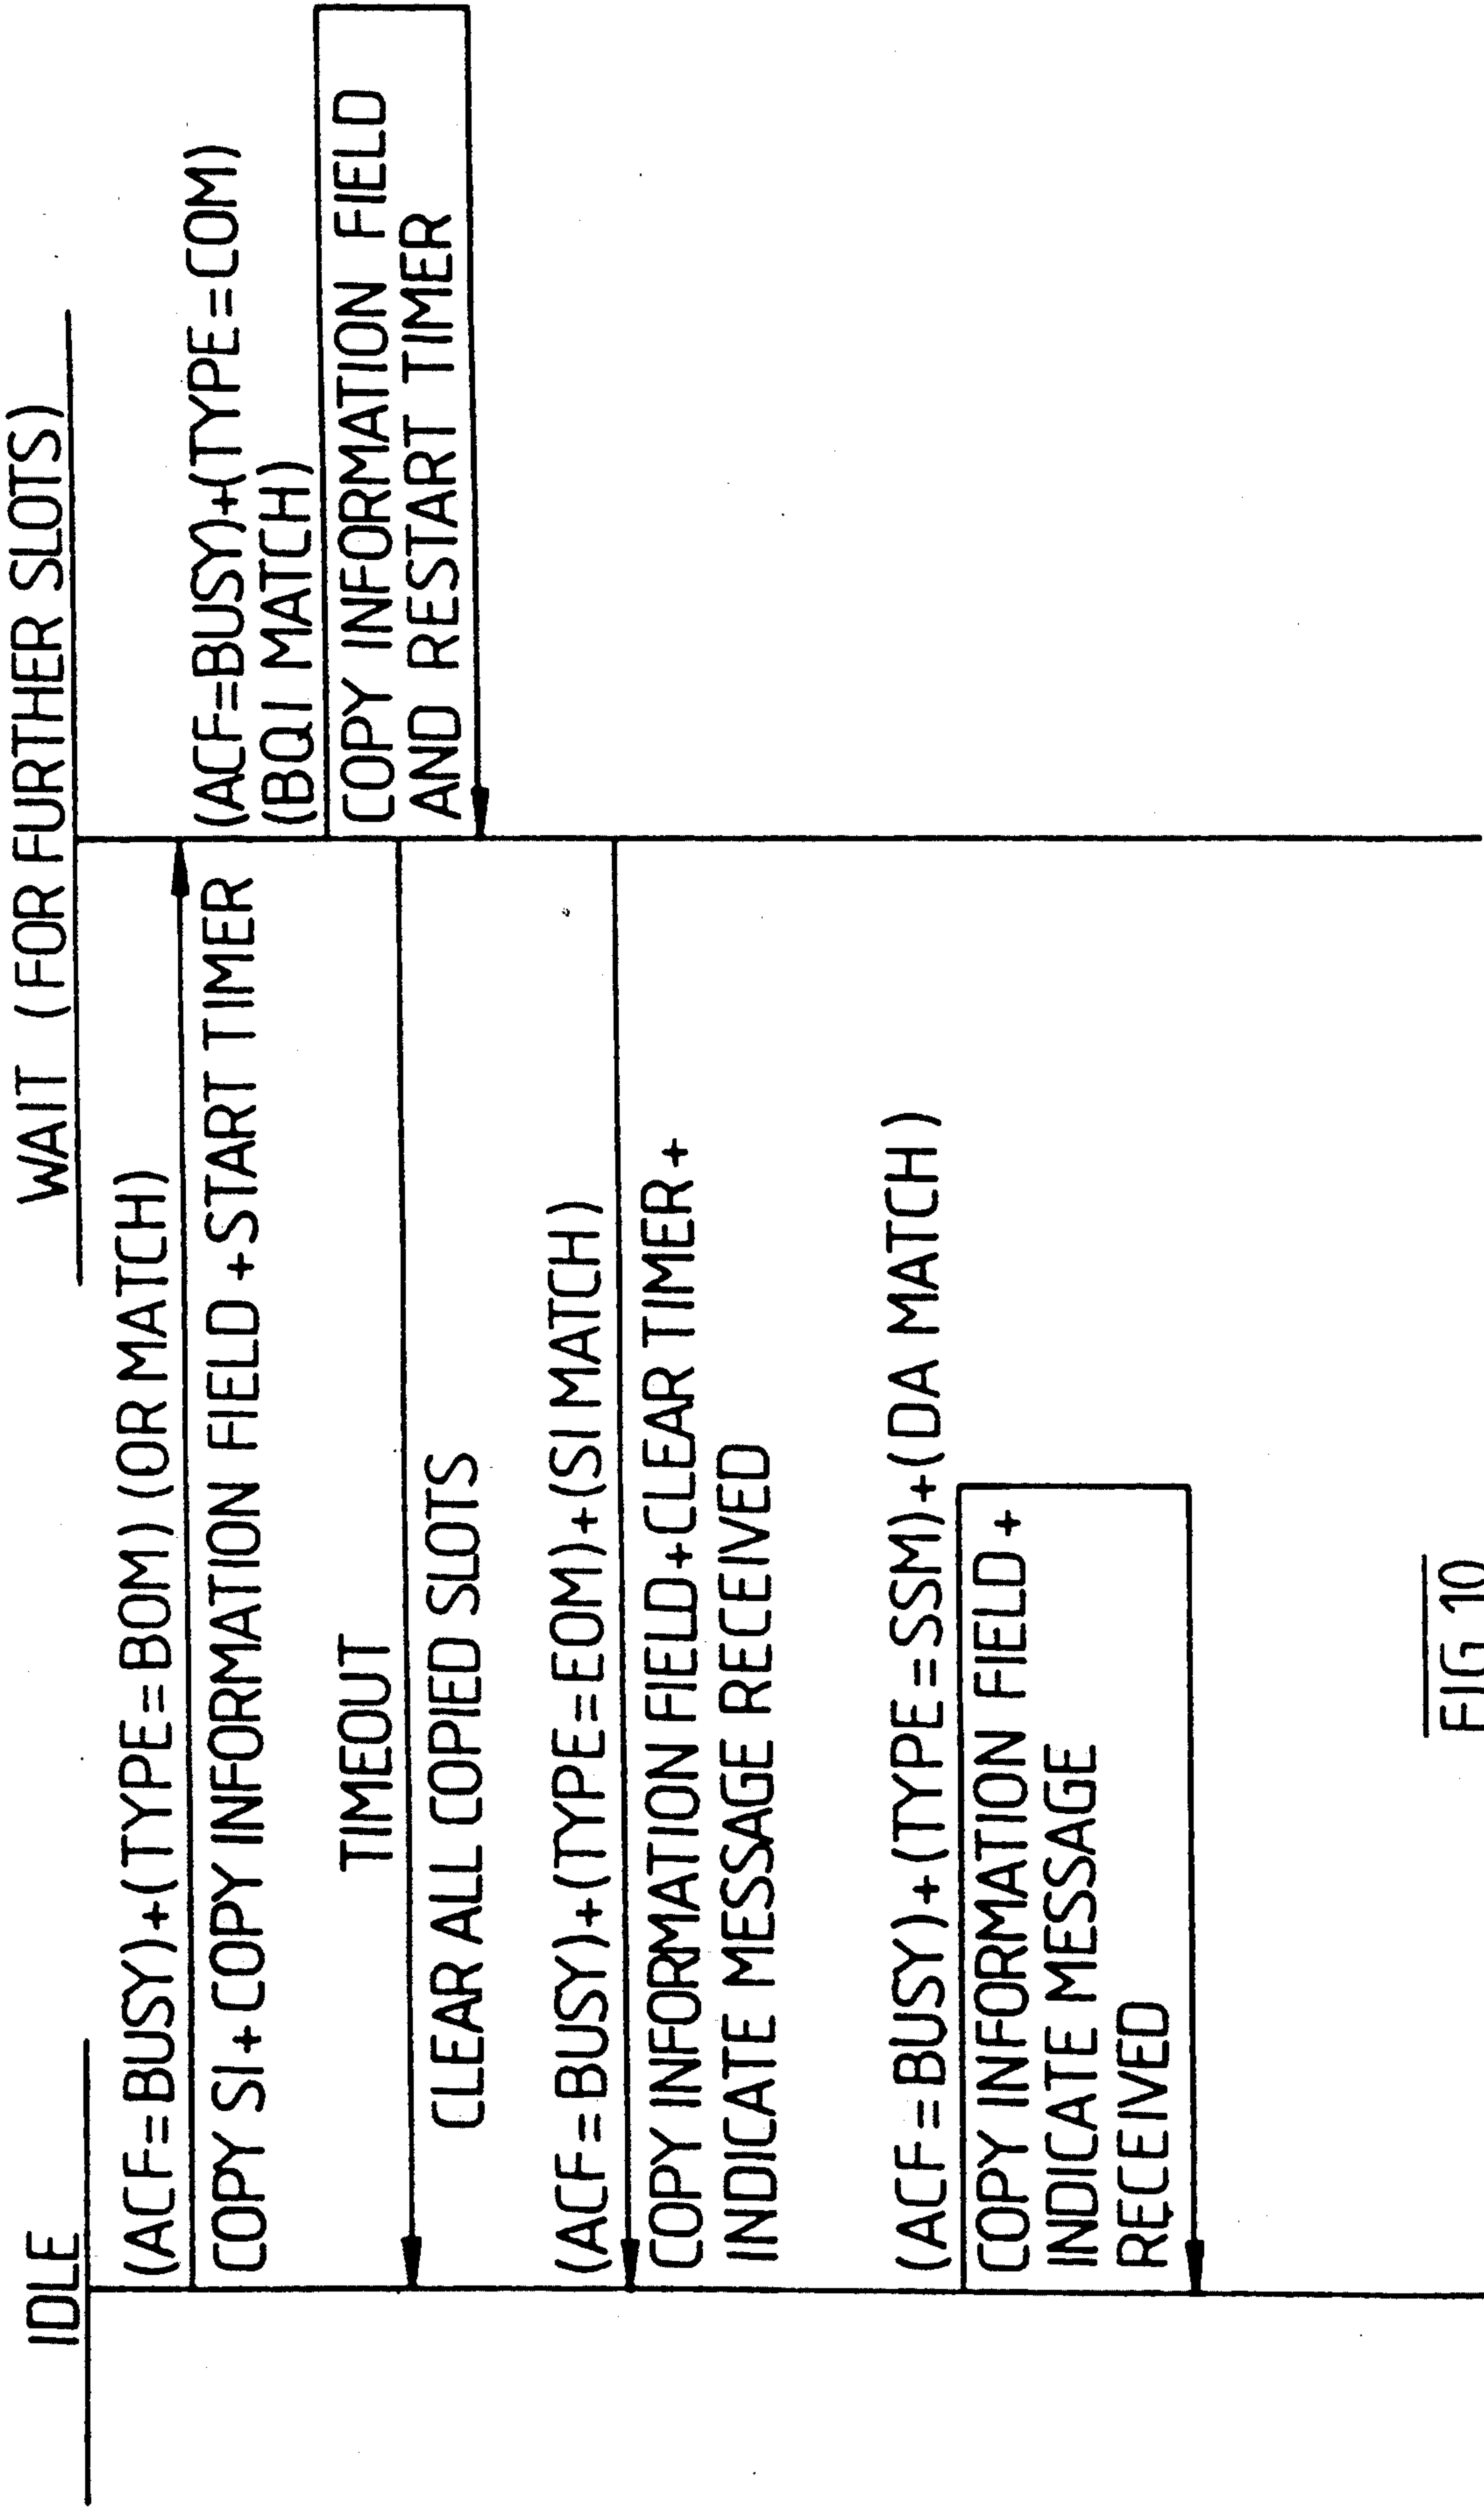 IDLE
WAIT (FOR FURTHER SLOTS)
(ACF=BUSY)+(TYPE=BOM)(OR MATCH)
COPY SI+ COPY INFORMATION FIELD +START TIMER
TIMEOUT
CLEAR ALL COPIED SLOTS
(ACF=BUSY)+(TYPE=EOM)+(SI MATCH)
COPY INFORMATION FIELD+CLEAR TIMER+
INDICATE MESSAGE RECEIVED
(ACF=BUSY)+(TYPE=SSM)+(DA MATCH)
COPY INFORMATION FIELD+
INDICATE MESSAGE
RECEIVED
(ACF=BUSY)+(TYPE=COM)
(BQI MATCH)
COPY INFORMATION FIELD
AND RESTART TIMER
FIG 10